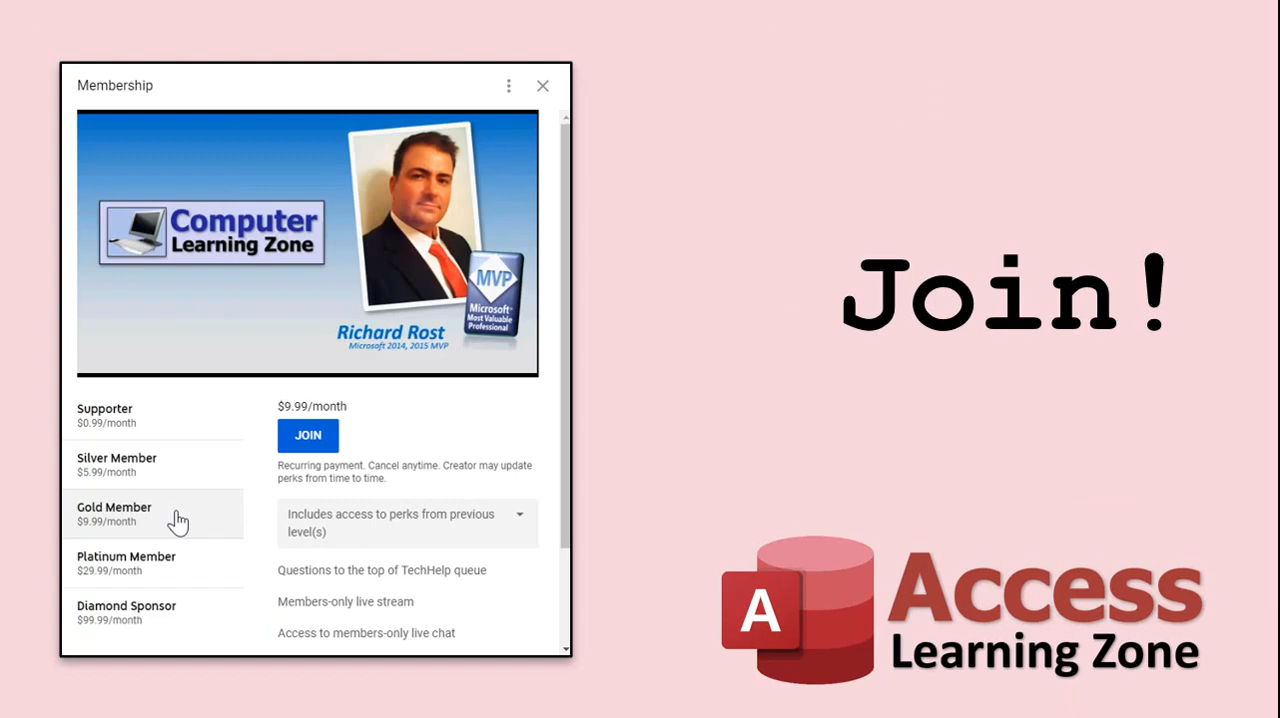 Membership
Computer
Learning Zone
MVP
Microsoft®
Most Valuable
Professional
Richard Rost
Microsoft 2014, 2015 MVP
Supporter
$0.99/month
Silver Member
$5.99/month
Gold Member
$9.99/month
Platinum Member
$29.99/month
Diamond Sponsor
$99.99/month
$9.99/month
JOIN
Recurring payment. Cancel anytime. Creator may update
perks from time to time.
Includes access to perks from previous
level(s)
Questions to the top of TechHelp queue
Members-only live stream
Access to members-only live chat
Join!
A
Access
Learning Zone